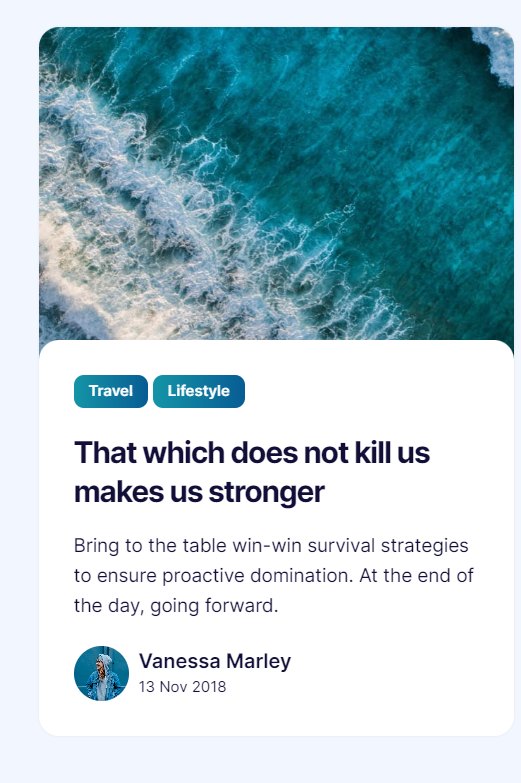 Travel Lifestyle
That which does not kill us
makes us stronger
Bring to the table win-win survival strategies
to ensure proactive domination. At the end of
the day, going forward.
Vanessa Marley
13 Nov 2018